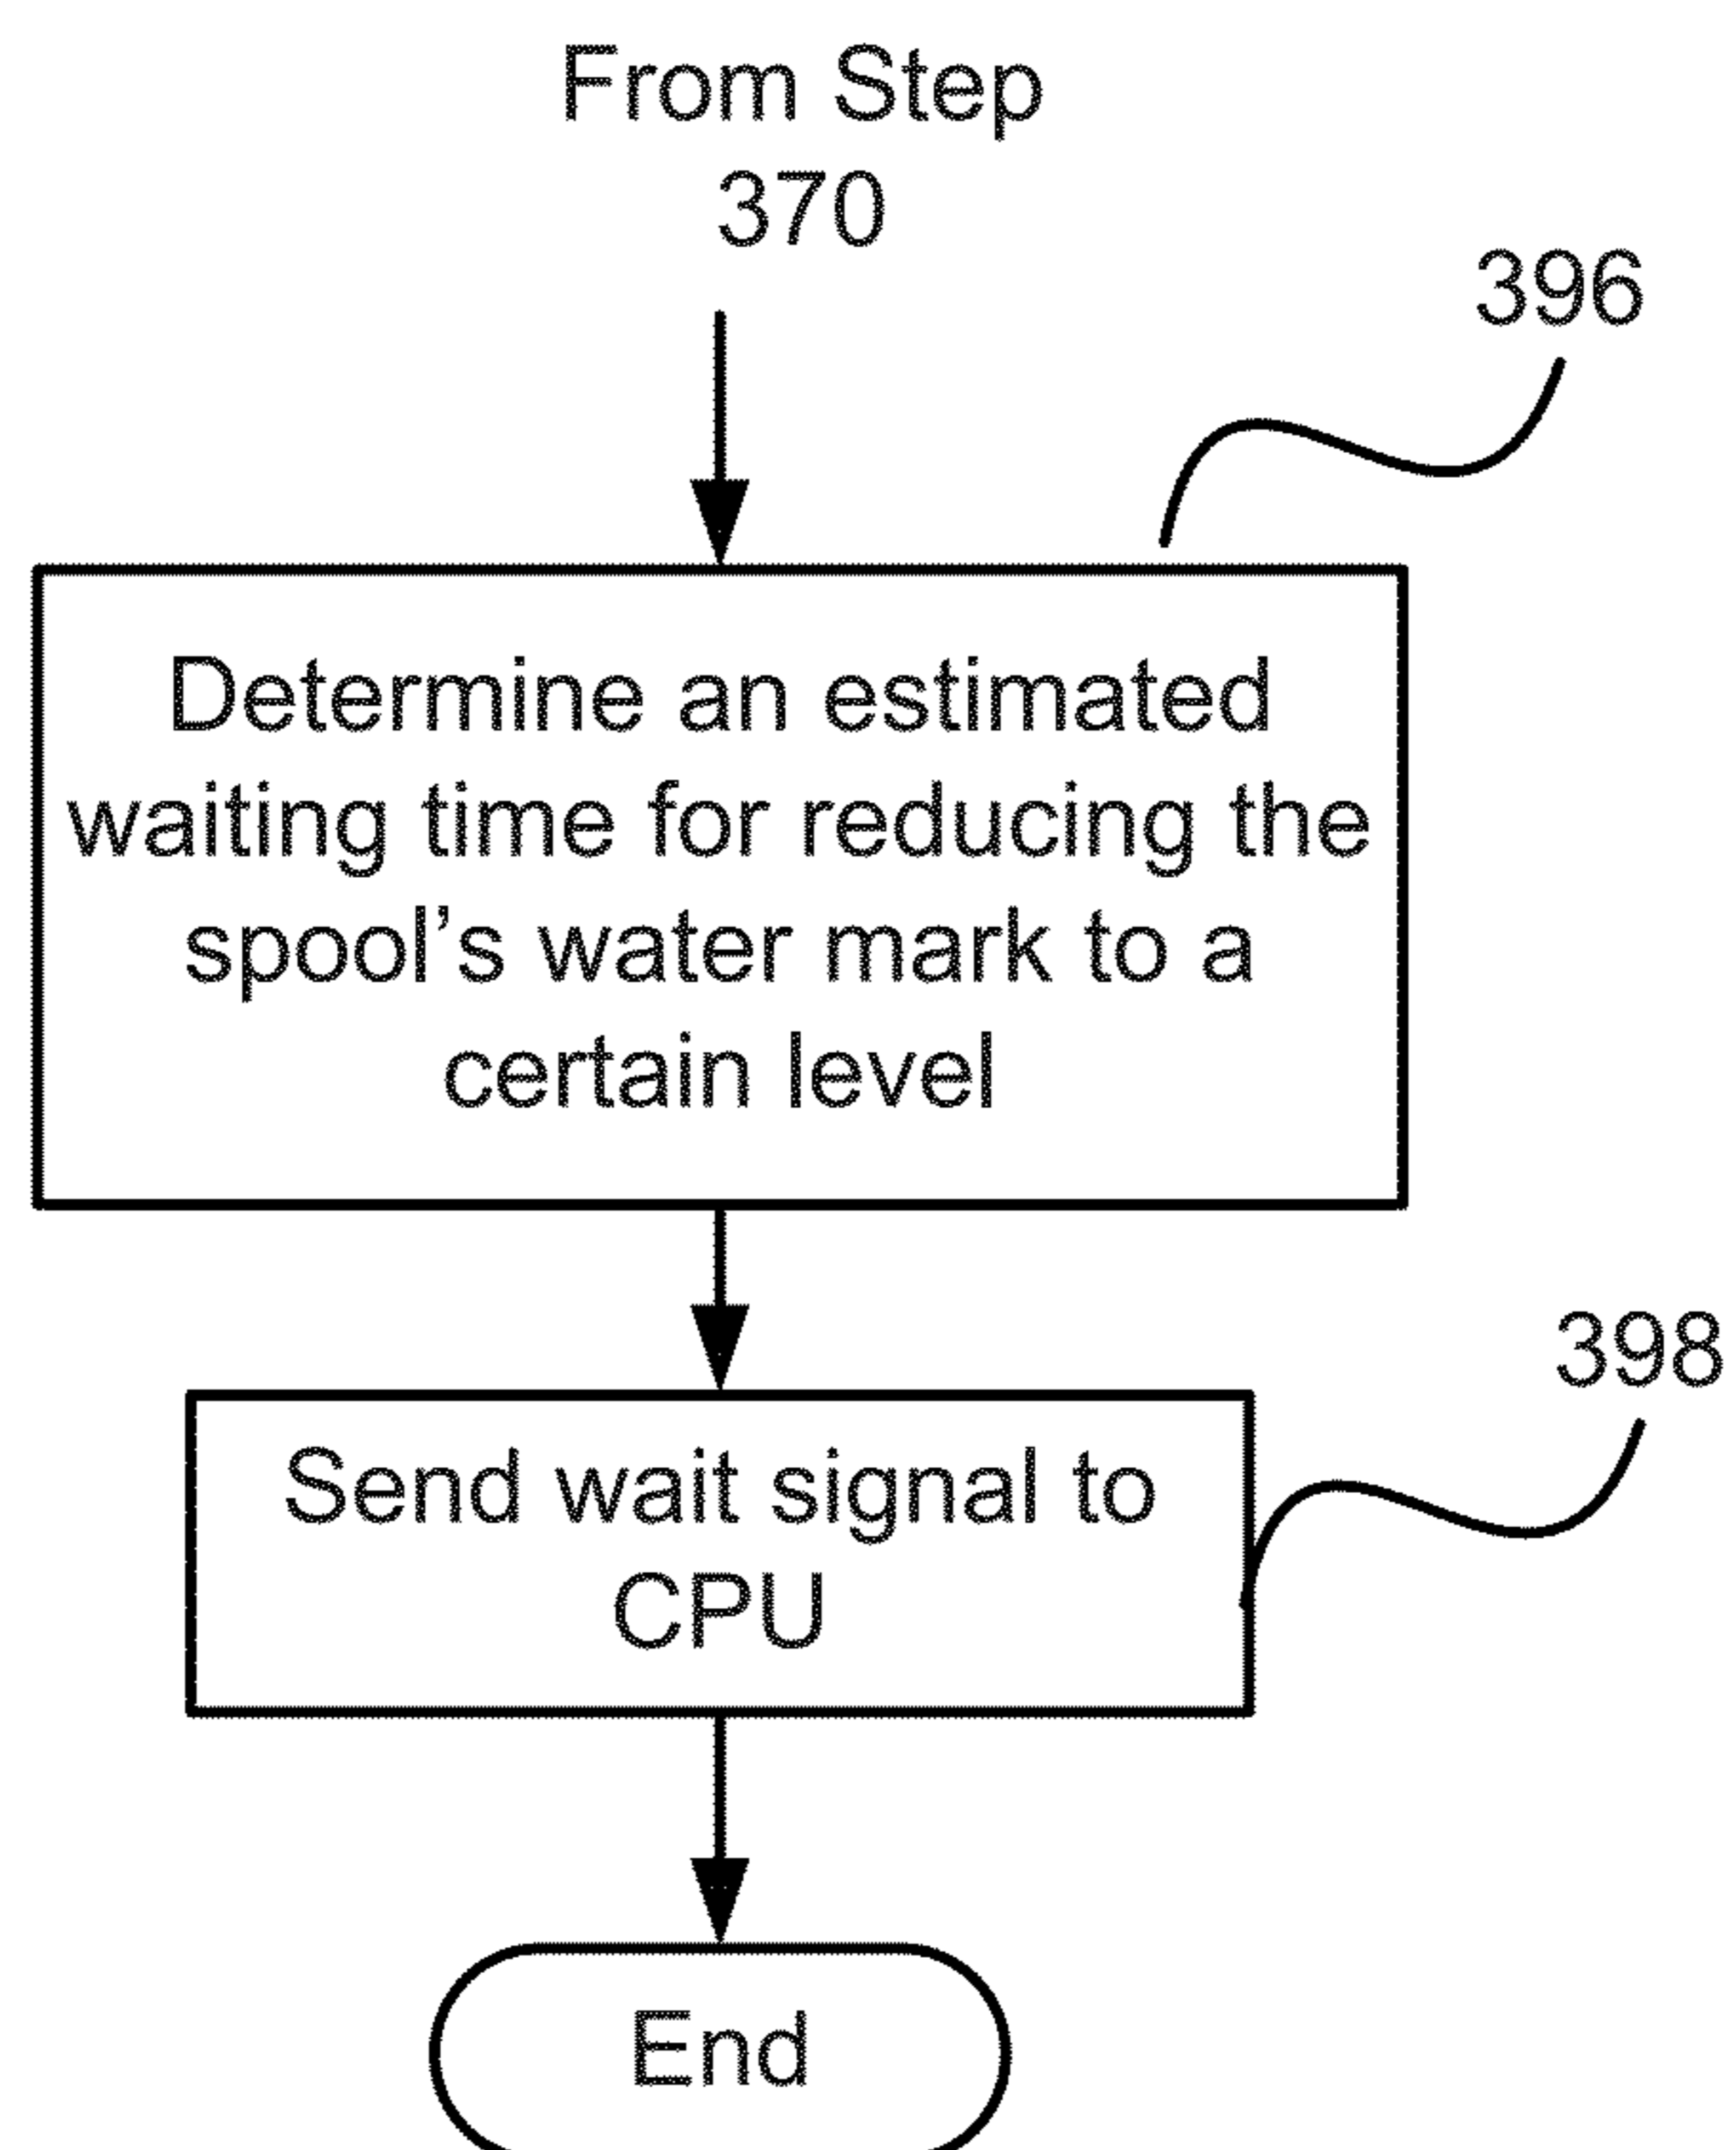 From Step
370
396
Determine an estimated
waiting time for reducing the
spool’s water mark to a
certain level
398
Send wait signal to
CPU
End